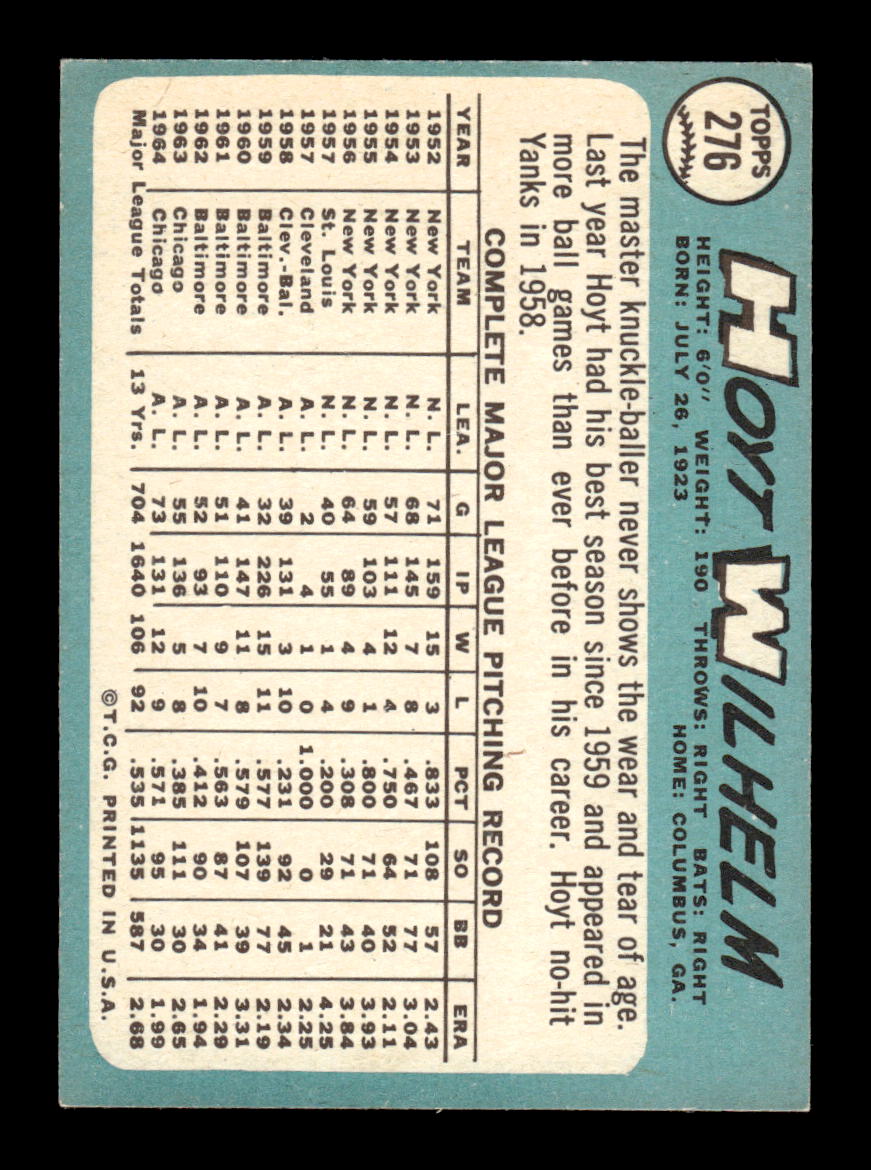 TOPPS
276
HOYT WILHELM
HEIGHT: 6'0" WEIGHT: 190 THROWS: RIGHT BATS: RIGHT
BORN: JULY 26, 1923 HOME: COLUMBUS, GA.
The master knuckle-baller never shows the wear and tear of age.
Last year Hoyt had his best season since 1959 and appeared in
more ball games than ever before in his career. Hoyt no-hit
Yanks in 1958.
COMPLETE MAJOR LEAGUE PITCHING RECORD
YEAR TEAM LEA. G IP W L PCT SO BB ERA
1952 New York N. L. 71 159 15 3 .833 108 57 2.43
1953 New York N. L. 68 145 7 8 .467 71 77 3.04
1954 New York N. L. 57 111 12 4 .750 64 52 2.11
1955 New York N. L. 59 103 4 1 .800 71 40 3.93
1956 New York N. L. 64 89 4 9 .308 71 43 3.84
1957 St. Louis N. L. 40 55 1 4 .200 29 21 4.25
1957 Cleveland A. L. 2 4 1 0 1.000 0 1 2.25
1958 Clev.-Bal. A. L. 39 131 3 10 .231 92 45 2.34
1959 Baltimore A. L. 32 226 15 11 .577 139 77 2.19
1960 Baltimore A. L. 41 147 11 8 .579 107 39 3.31
1961 Baltimore A. L. 51 110 9 7 .563 87 41 2.29
1962 Baltimore A. L. 52 93 7 10 .412 90 34 1.94
1963 Chicago A. L. 55 136 5 8 .385 111 30 2.65
1964 Chicago A. L. 73 131 12 9 .571 95 30 1.99
Major League Totals 13 Yrs. 704 1640 106 92 .535 1135 587 2.68
©T.C.G. PRINTED IN U.S.A.